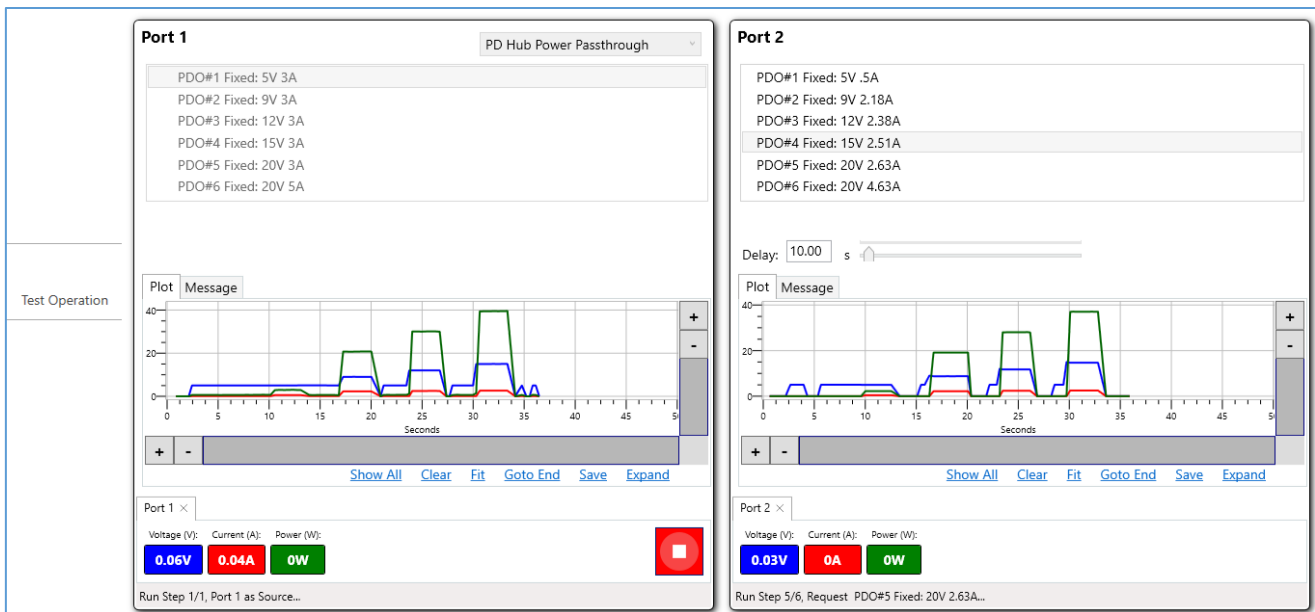 Test Operation
Port 1
PD Hub Power Passthrough
PDO#1 Fixed: 5V 3A
PDO#2 Fixed: 9V 3A
PDO#3 Fixed: 12V 3A
PDO#4 Fixed: 15V 3A
PDO#5 Fixed: 20V 3A
PDO#6 Fixed: 20V 5A
Plot Message
40
20
0
0 5 10 15 20 25 30 35 40 45 5
Seconds
+
-
+ -
Show All Clear Fit Goto End Save Expand
Port 1 ×
Voltage (V): Current (A): Power (W):
0.06V 0.04A 0W
Run Step 1/1, Port 1 as Source...
Port 2
PDO#1 Fixed: 5V .5A
PDO#2 Fixed: 9V 2.18A
PDO#3 Fixed: 12V 2.38A
PDO#4 Fixed: 15V 2.51A
PDO#5 Fixed: 20V 2.63A
PDO#6 Fixed: 20V 4.63A
Delay: 10.00 s
Plot Message
40
20
0
0 5 10 15 20 25 30 35 40 45 5
Seconds
+
-
+ -
Show All Clear Fit Goto End Save Expand
Port 2 ×
Voltage (V): Current (A): Power (W):
0.03V 0A 0W
Run Step 5/6, Request PDO#5 Fixed: 20V 2.63A...